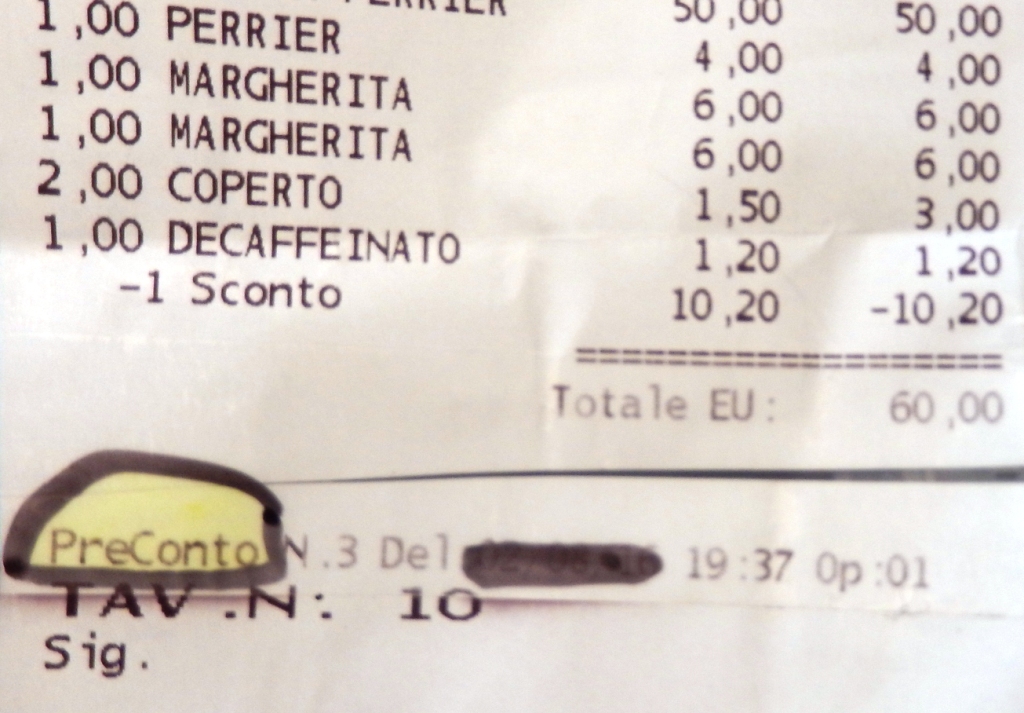 PERRIER 50,00 50,00
1,00 PERRIER 4,00 4,00
1,00 MARGHERITA 6,00 6,00
1,00 MARGHERITA 6,00 6,00
2,00 COPERTO 1,50 3,00
1,00 DECAFFEINATO 1,20 1,20
-1 Sconto 10,20 -10,20
===================
Totale EU: 60,00
PreConto N.3 Del 19:37 Op:01
TAV.N: 10
Sig.